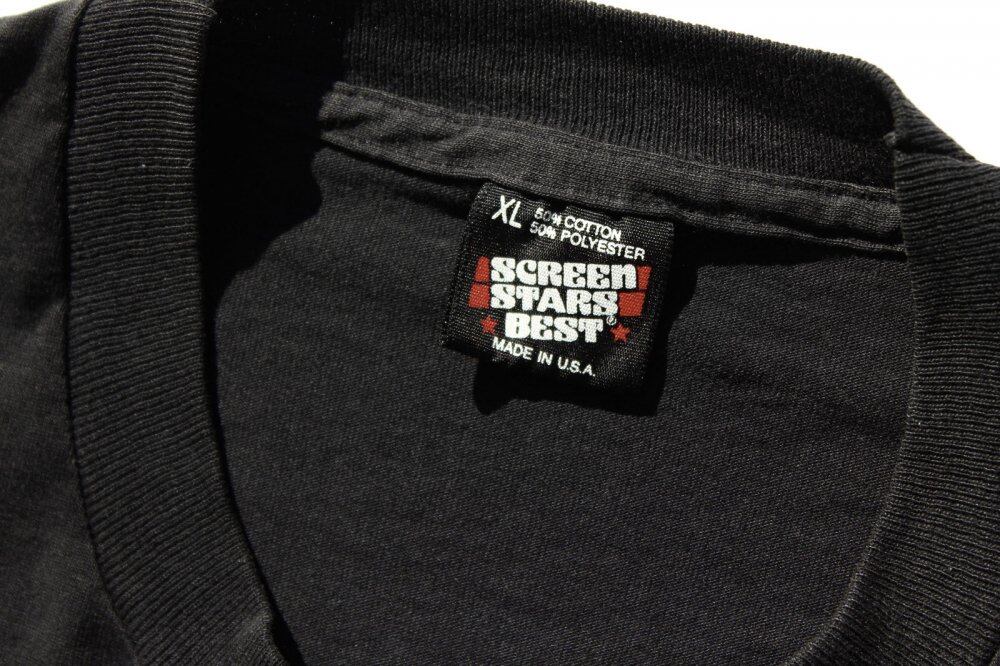 XL 50% COTTON
50% POLYESTER
SCREEN
STARS
BEST®
MADE IN U.S.A.